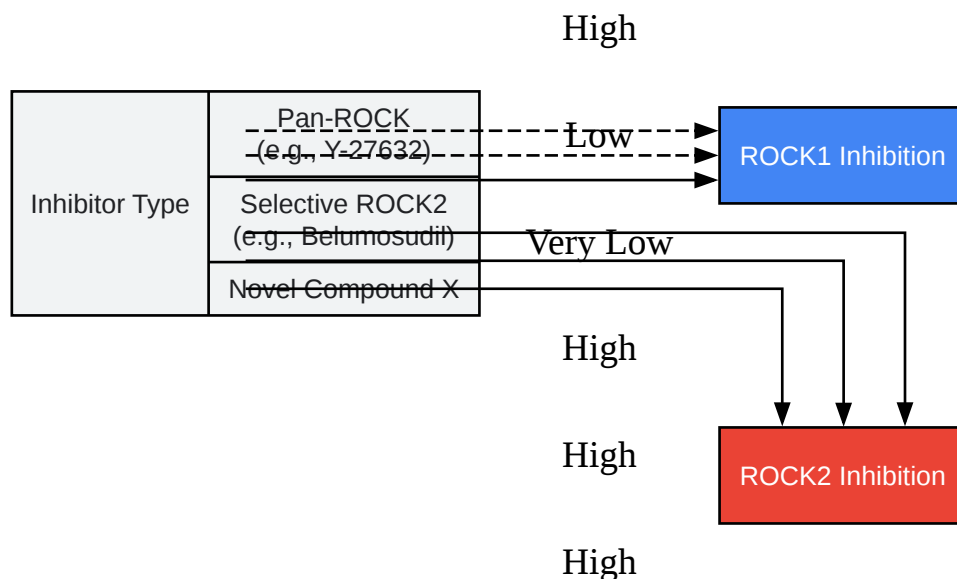 High
Pan-ROCK
(e.g., Y-27632)
Low
ROCK1 Inhibition
Inhibitor Type
Selective ROCK2
(e.g., Belumosudil)
Very Low
Novel Compound X
High
High
ROCK2 Inhibition
High